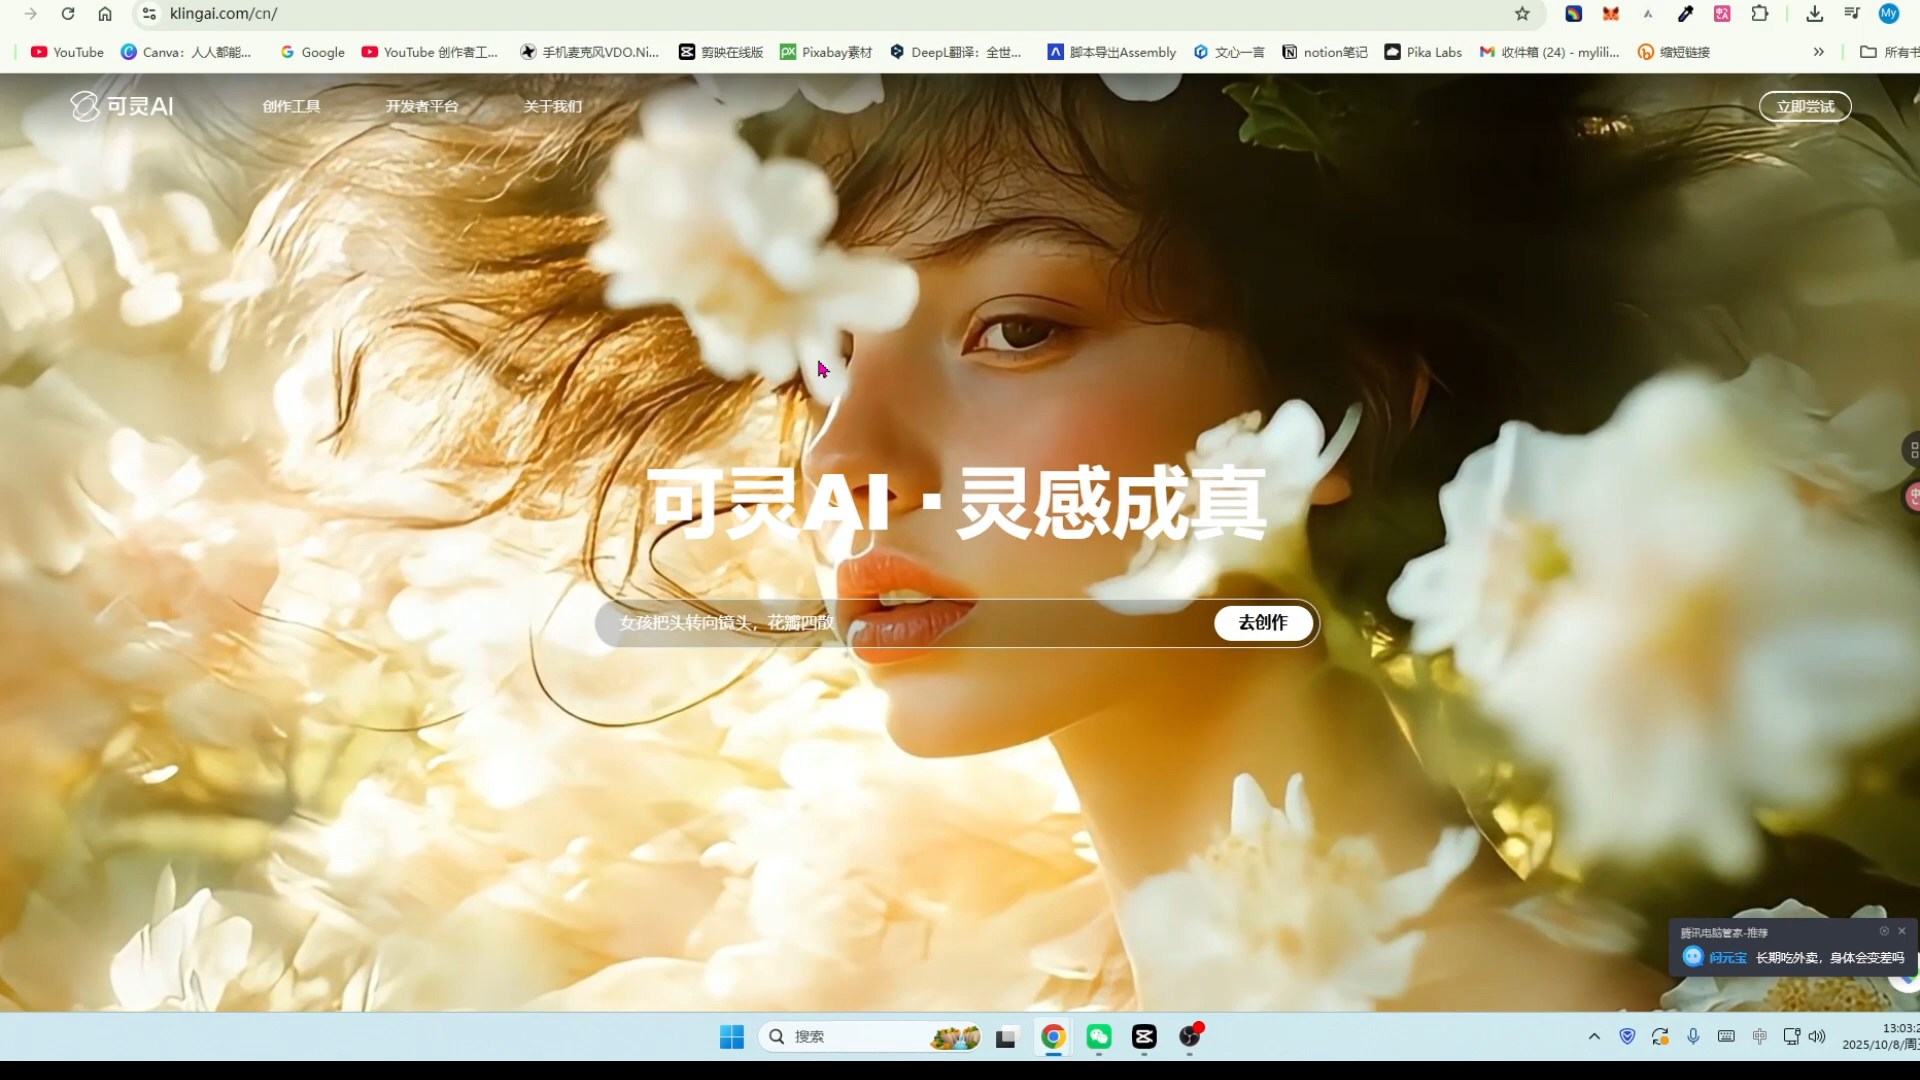 klingai.com/cn/
My
YouTube
Canva：人人都能...
Google
YouTube 创作者工...
手机麦克风VDO.Ni...
剪映在线版
Pixabay素材
DeepL翻译：全世...
脚本导出Assembly
文心一言
notion笔记
Pika Labs
收件箱 (24) - mylili...
缩短链接
所有书
可灵AI
创作工具
开发者平台
关于我们
立即尝试
可灵AI · 灵感成真
女孩把头转向镜头，花瓣四散
去创作
腾讯电脑管家-推荐
问元宝 长期吃外卖，身体会变差吗
搜索
中
13:03:2
2025/10/8/周三